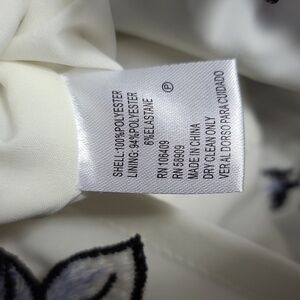 SHELL:100%POLYESTER
LINING:94%POLYESTER
6%ELASTANE
RN 106409
RN 58909
P
MADE IN CHINA
DRY CLEAN ONLY
VER AL DORSO PARA CUIDADO